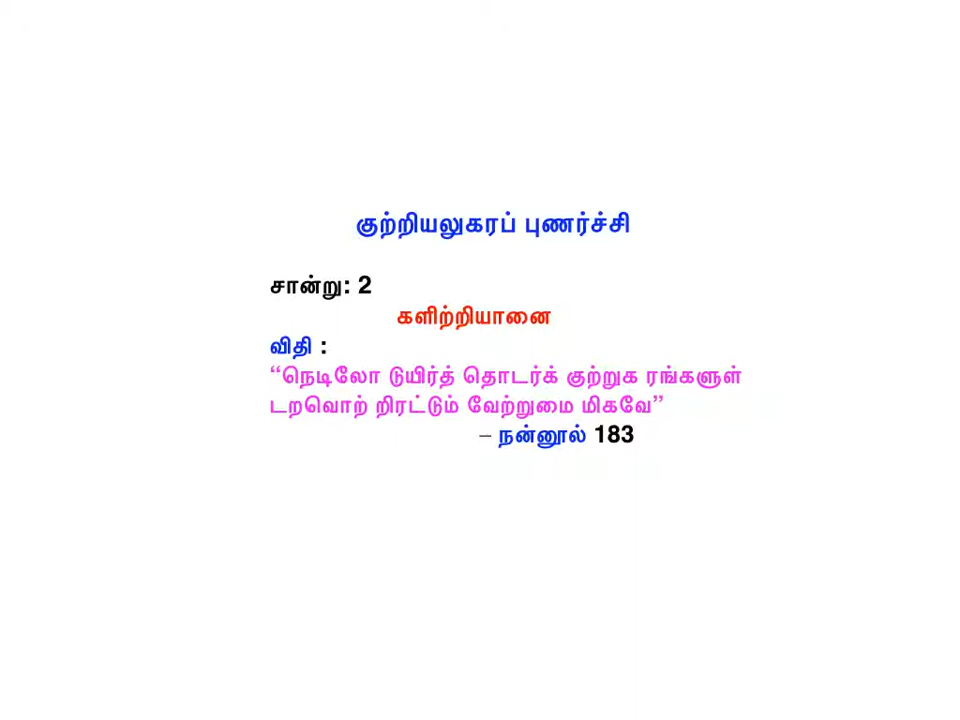 குற்றியலுகரப் புணர்ச்சி
சான்று: 2
களிற்றியானை
விதி :
“நெடிலோ டுயிர்த் தொடர்க் குற்றுக ரங்களுள்
டறவொற் றிரட்டும் வேற்றுமை மிகவே”
– நன்னூல் 183